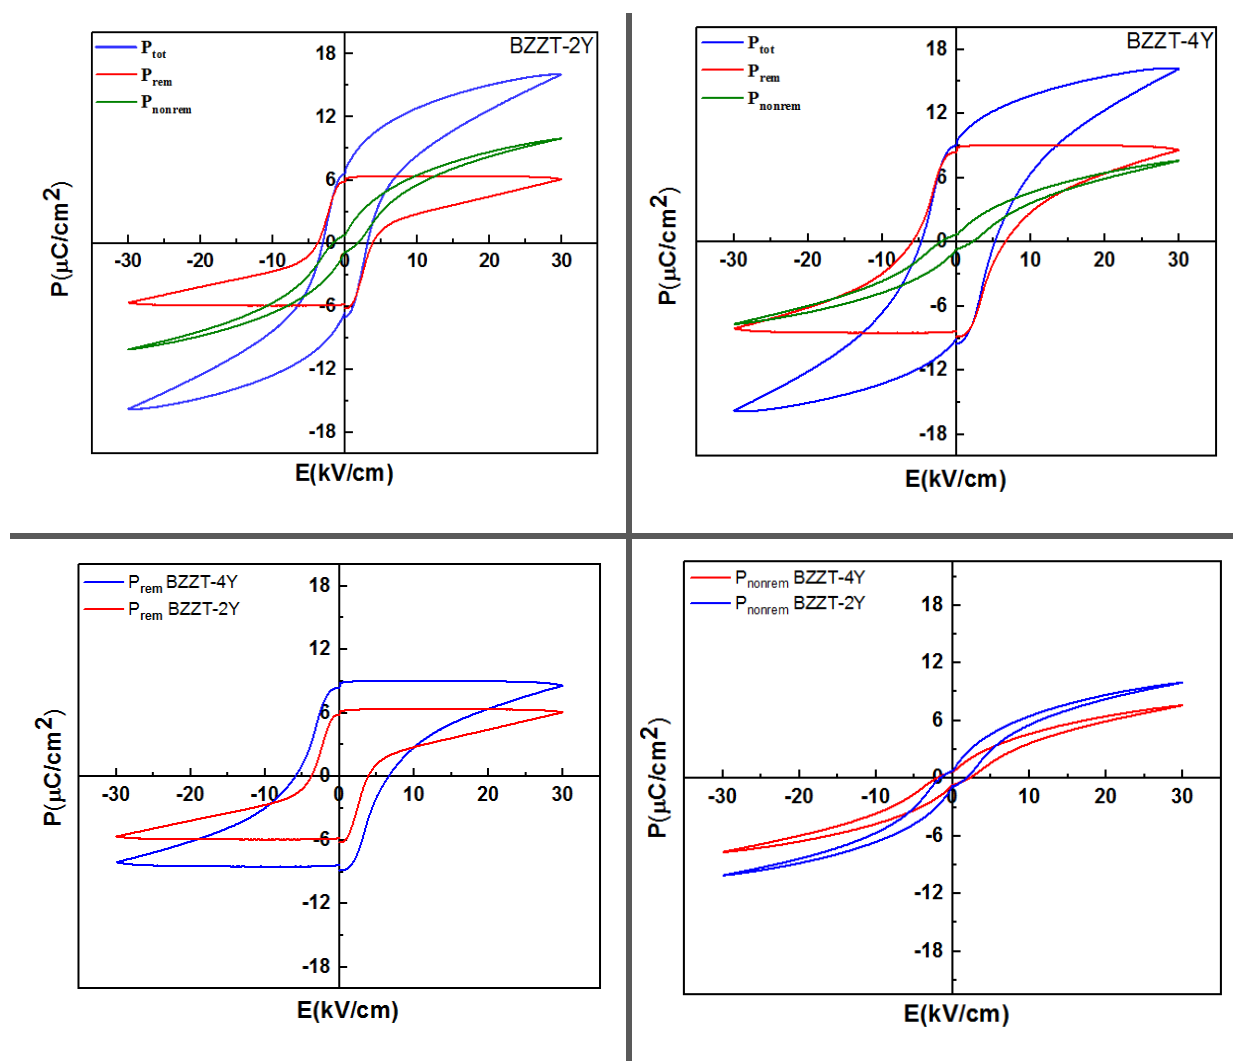 BZZT-2Y
P_tot
P_rem
P_nonrem
18
12
6
0
-6
-12
-18
-30 -20 -10 0 10 20 30
P(μC/cm²)
E(kV/cm)
BZZT-4Y
P_tot
P_rem
P_nonrem
18
12
6
0
-6
-12
-18
-30 -20 -10 0 10 20 30
P(μC/cm²)
E(kV/cm)
P_rem BZZT-4Y
P_rem BZZT-2Y
18
12
6
0
-6
-12
-18
-30 -20 -10 0 10 20 30
P(μC/cm²)
E(kV/cm)
P_nonrem BZZT-4Y
P_nonrem BZZT-2Y
18
12
6
0
-6
-12
-18
-30 -20 -10 0 10 20 30
P(μC/cm²)
E(kV/cm)